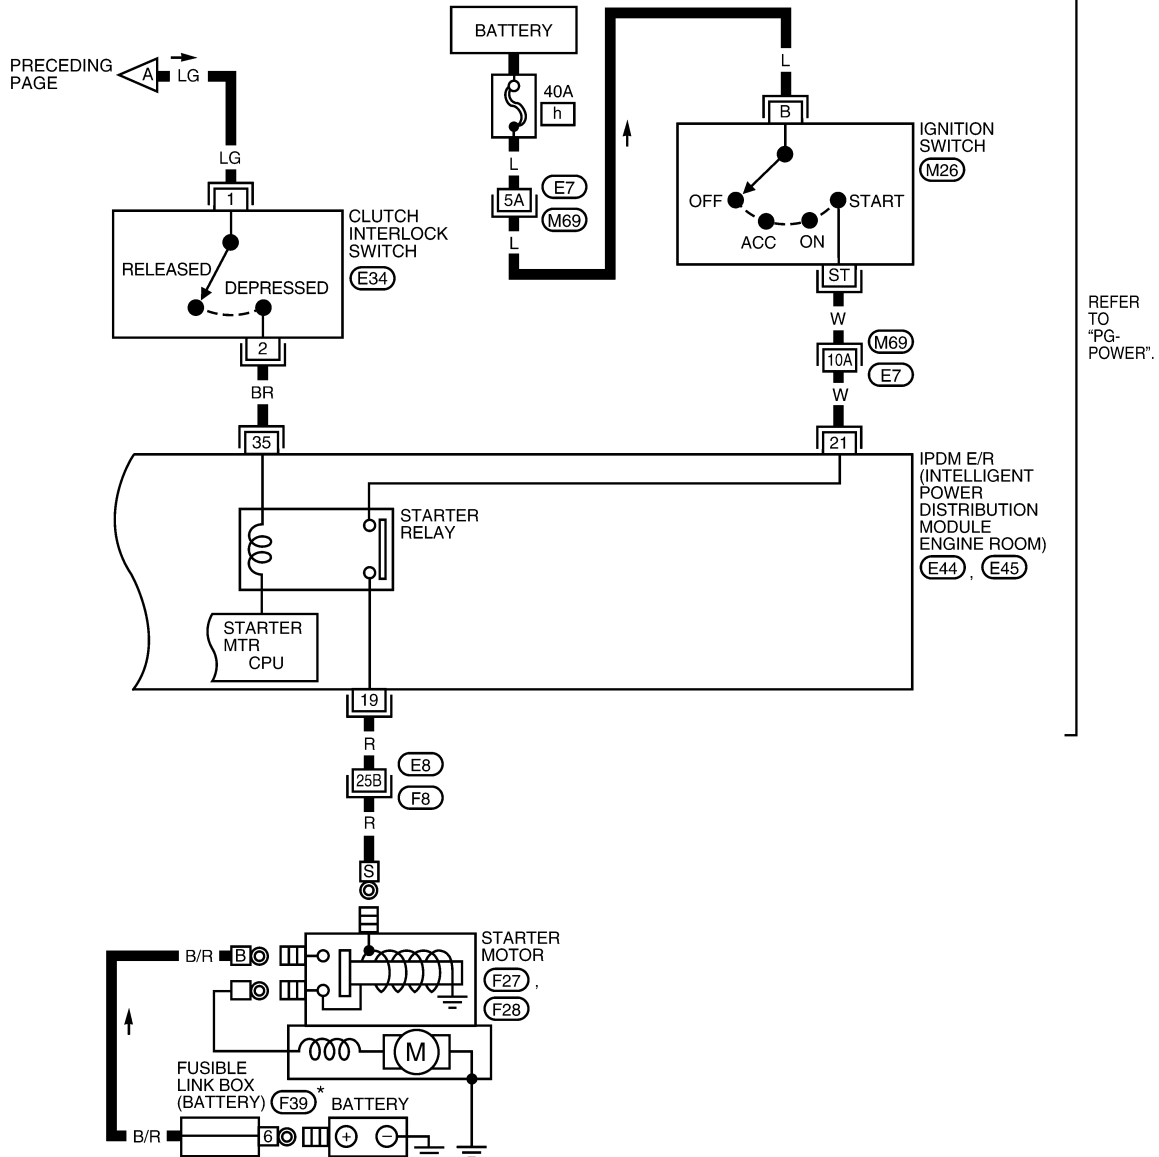 BATTERY
PRECEDING
PAGE
A
LG
LG
1
CLUTCH
INTERLOCK
SWITCH
E34
RELEASED
DEPRESSED
2
BR
35
40A
h
L
5A
E7
M69
L
L
B
IGNITION
SWITCH
M26
OFF
START
ACC
ON
ST
W
10A
M69
E7
W
21
REFER
TO
“PG-
POWER”.
IPDM E/R
(INTELLIGENT
POWER
DISTRIBUTION
MODULE
ENGINE ROOM)
E44 , E45
STARTER
RELAY
STARTER
MTR
CPU
19
R
25B
E8
F8
R
S
B/R
B
STARTER
MOTOR
F27 ,
F28
M
FUSIBLE
LINK BOX
(BATTERY) F39 *
BATTERY
B/R
6
+ −